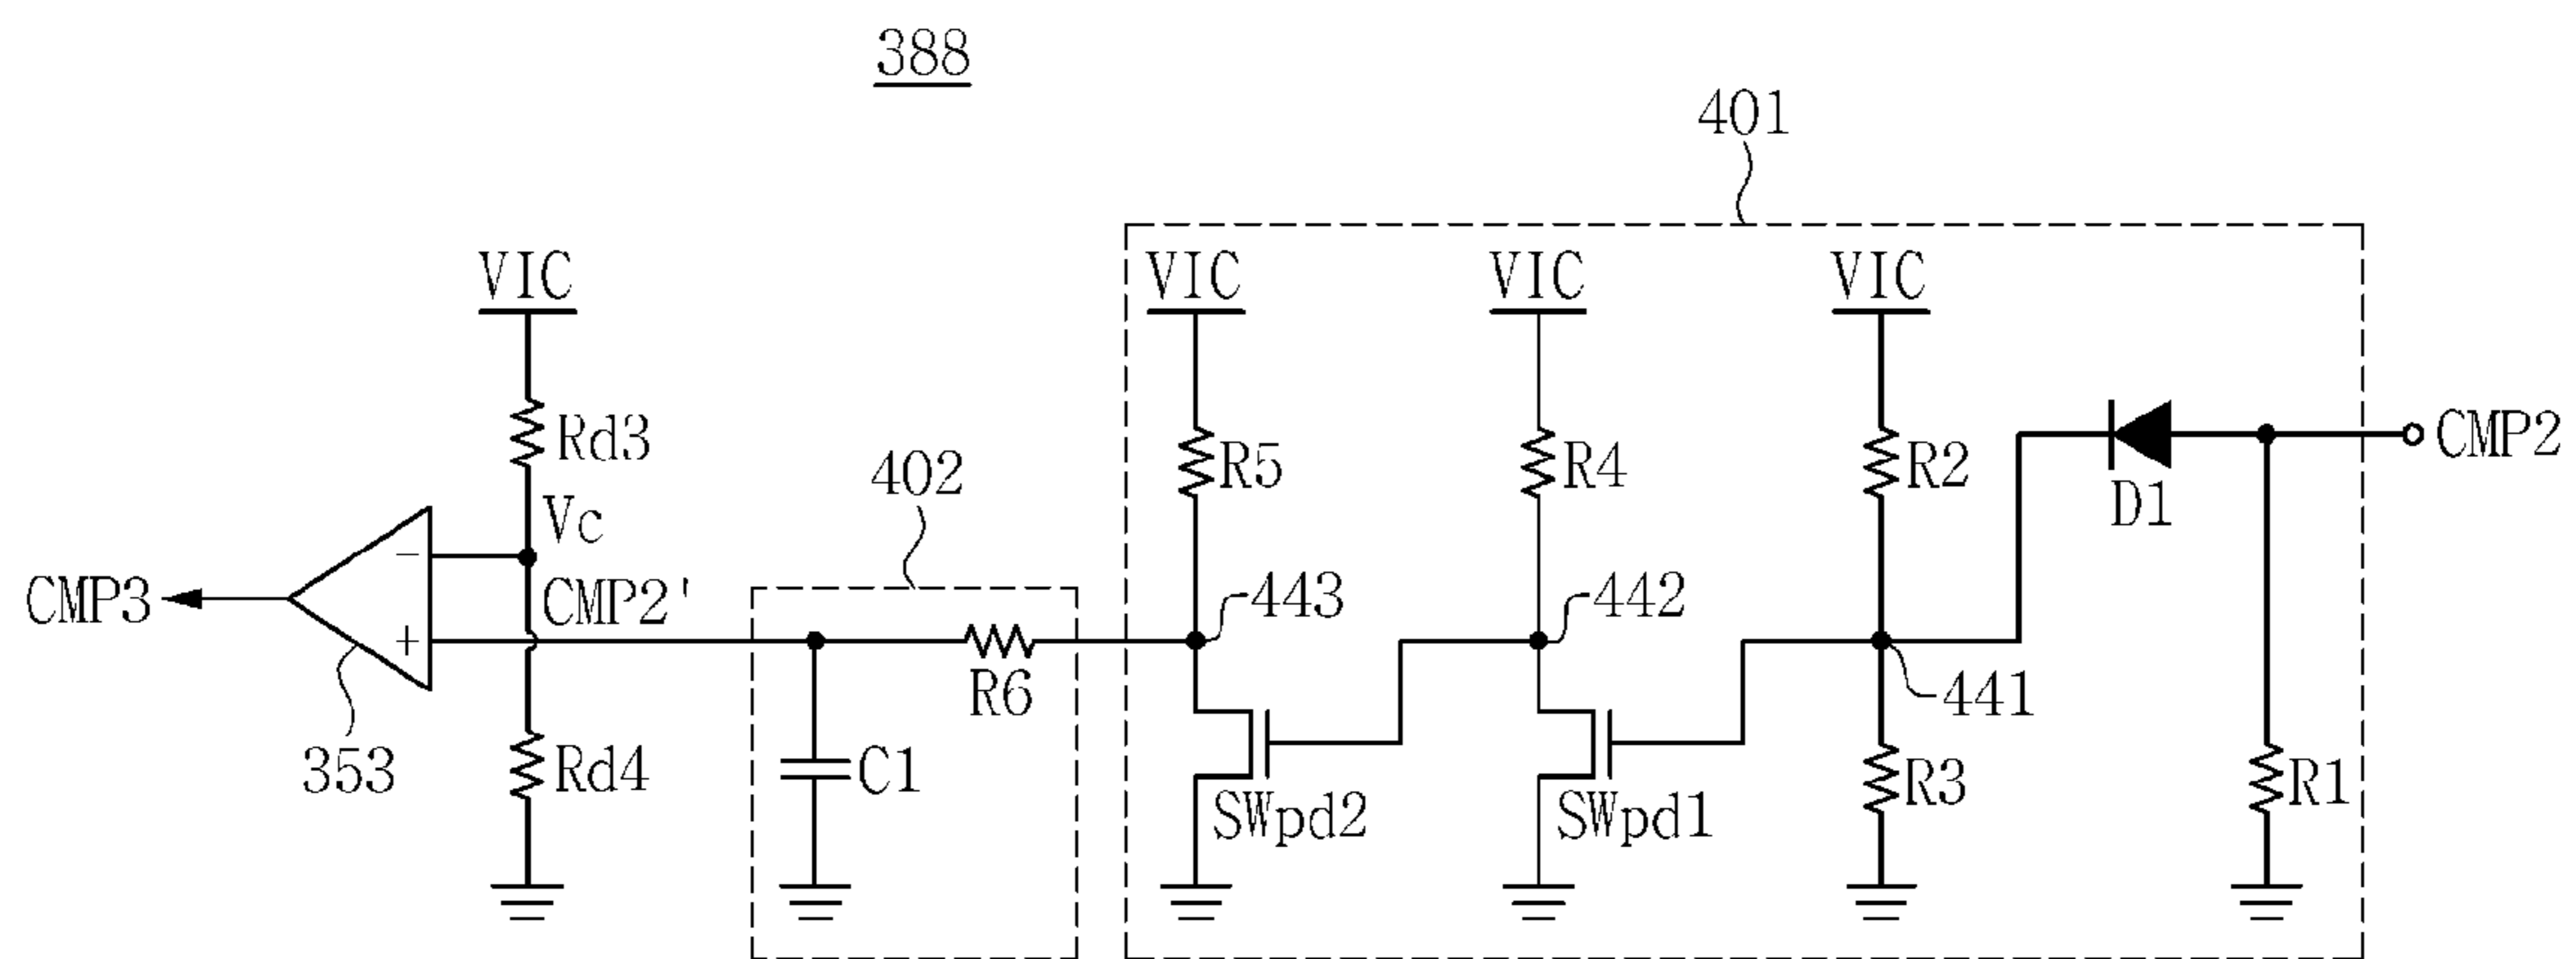 388
401
VIC
VIC
VIC
VIC
402
Rd3
R5
R4
R2
CMP2
D1
Vc
CMP3
−
CMP2'
443
442
+
R6
441
353
Rd4
C1
SWpd2
SWpd1
R3
R1